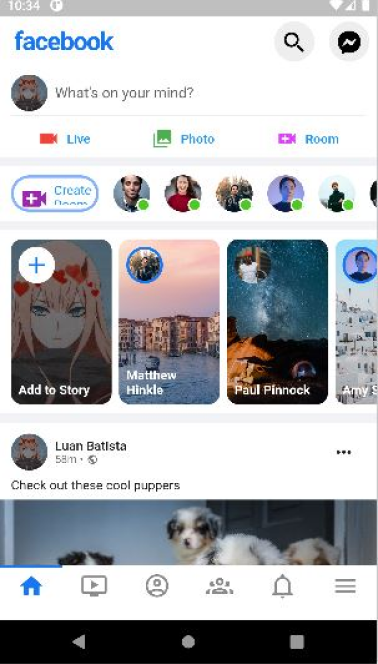 10:34
facebook
What's on your mind?
Live Photo Room
Create
Room
Add to Story
Matthew
Hinkle
Paul Pinnock
Amy S
Luan Batista
58m •
Check out these cool puppers